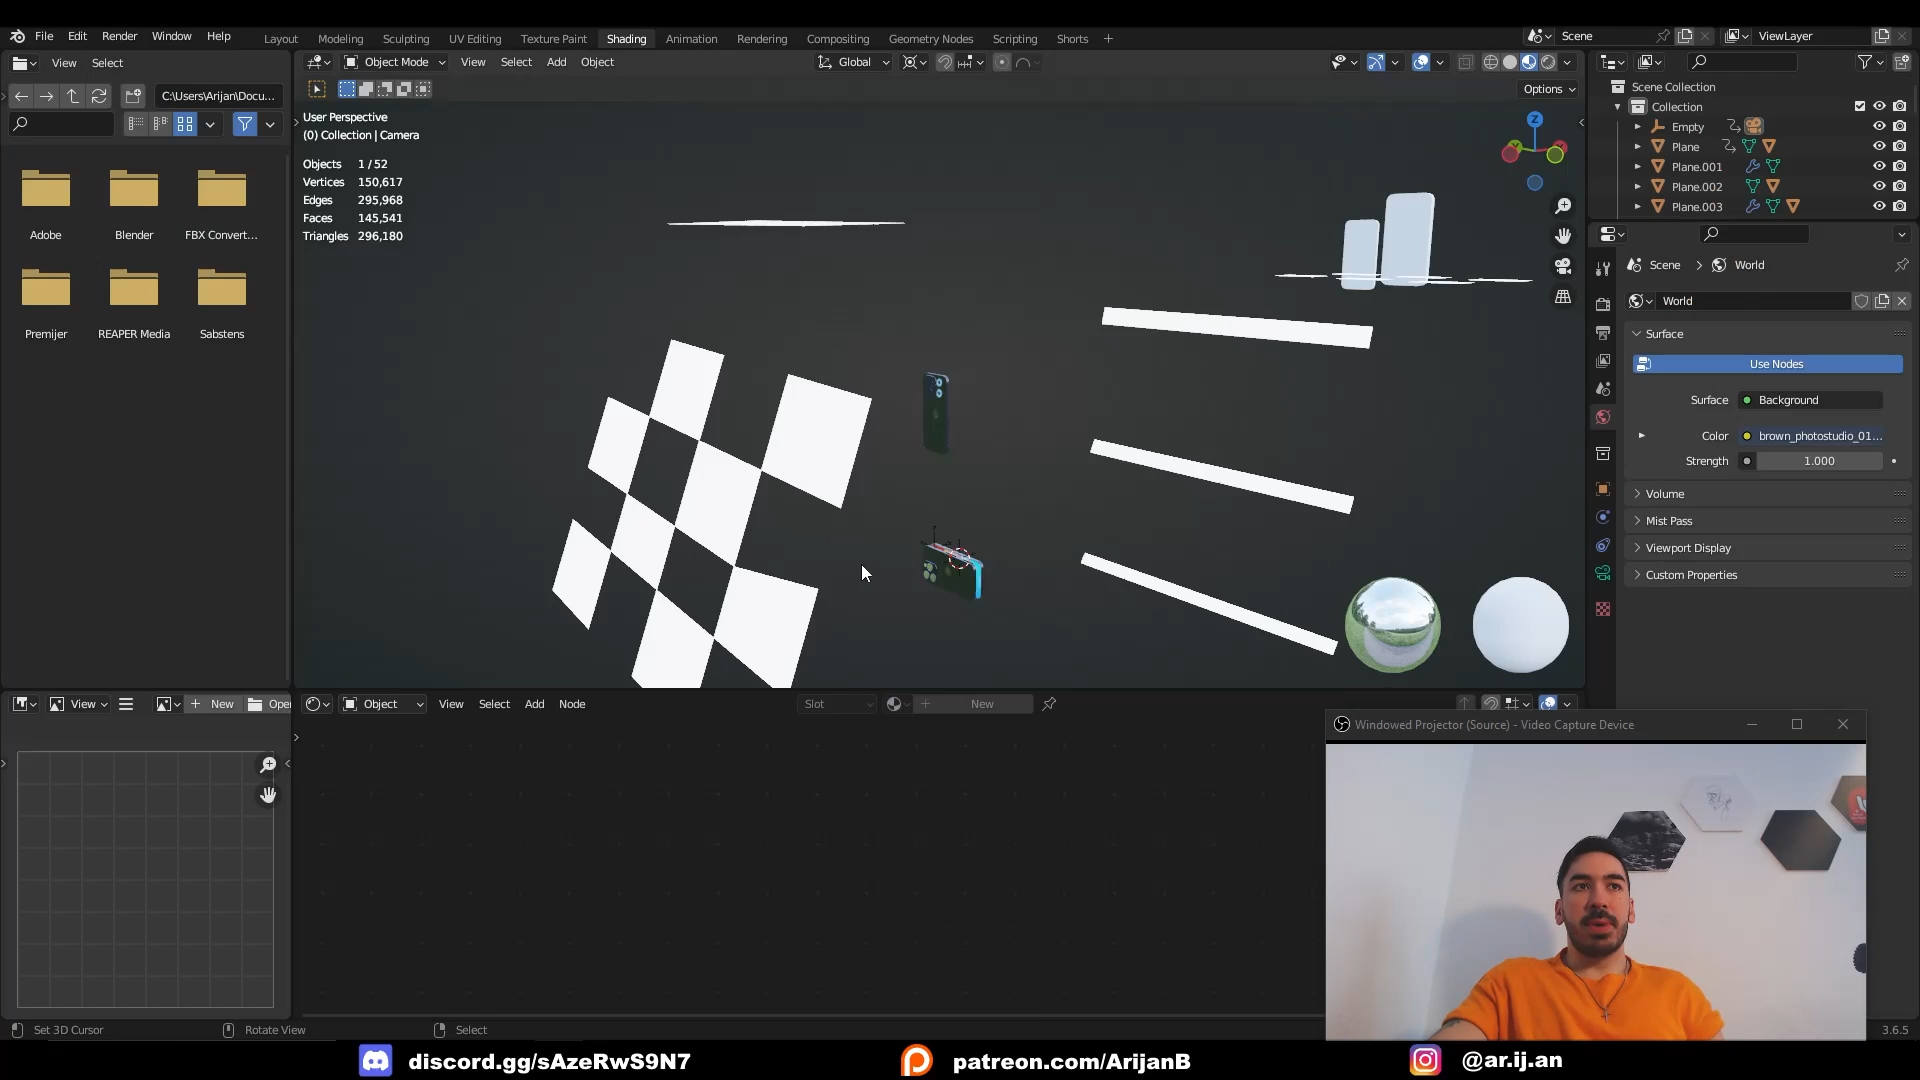 File Edit Render Window Help
Layout Modeling Sculpting UV Editing Texture Paint Shading Animation Rendering Compositing Geometry Nodes Scripting Shorts +
Scene
ViewLayer
View Select
Object Mode View Select Add Object
Global
C:\Users\Arijan\Docu...
Options
User Perspective
(0) Collection | Camera
Objects 1 / 52
Vertices 150,617
Edges 295,968
Faces 145,541
Triangles 296,180
Z
Adobe Blender FBX Convert...
Premijer REAPER Media Sabstens
Scene Collection
Collection
Empty
Plane
Plane.001
Plane.002
Plane.003
Scene > World
World
Surface
Use Nodes
Surface Background
Color brown_photostudio_01...
Strength 1.000
Volume
Mist Pass
Viewport Display
Custom Properties
View + New Ope
Object View Select Add Node
Slot
+ New
Windowed Projector (Source) - Video Capture Device
Set 3D Cursor Rotate View Select
3.6.5
discord.gg/sAzeRwS9N7 patreon.com/ArijanB @ar.ij.an